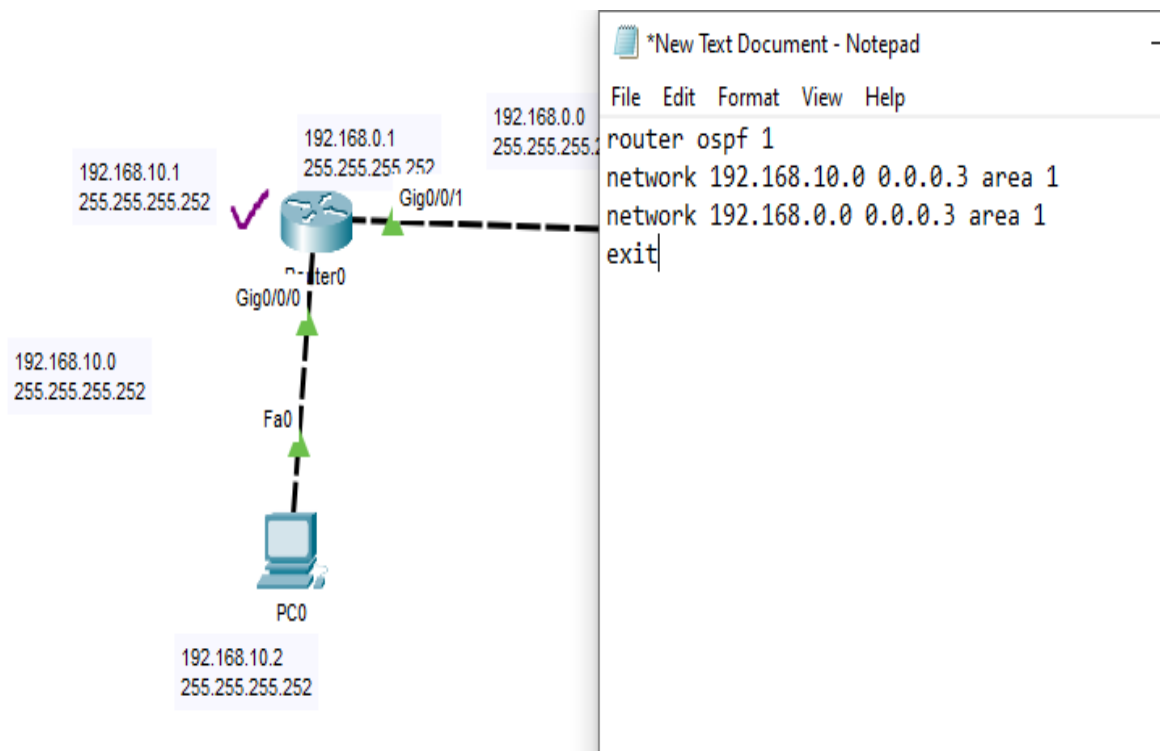 192.168.10.1
255.255.255.252
192.168.0.1
255.255.255.252
192.168.0.0
Gig0/0/1
Gig0/0/0
192.168.10.0
255.255.255.252
Fa0
PC0
192.168.10.2
255.255.255.252
*New Text Document - Notepad
File Edit Format View Help
router ospf 1
network 192.168.10.0 0.0.0.3 area 1
network 192.168.0.0 0.0.0.3 area 1
exit